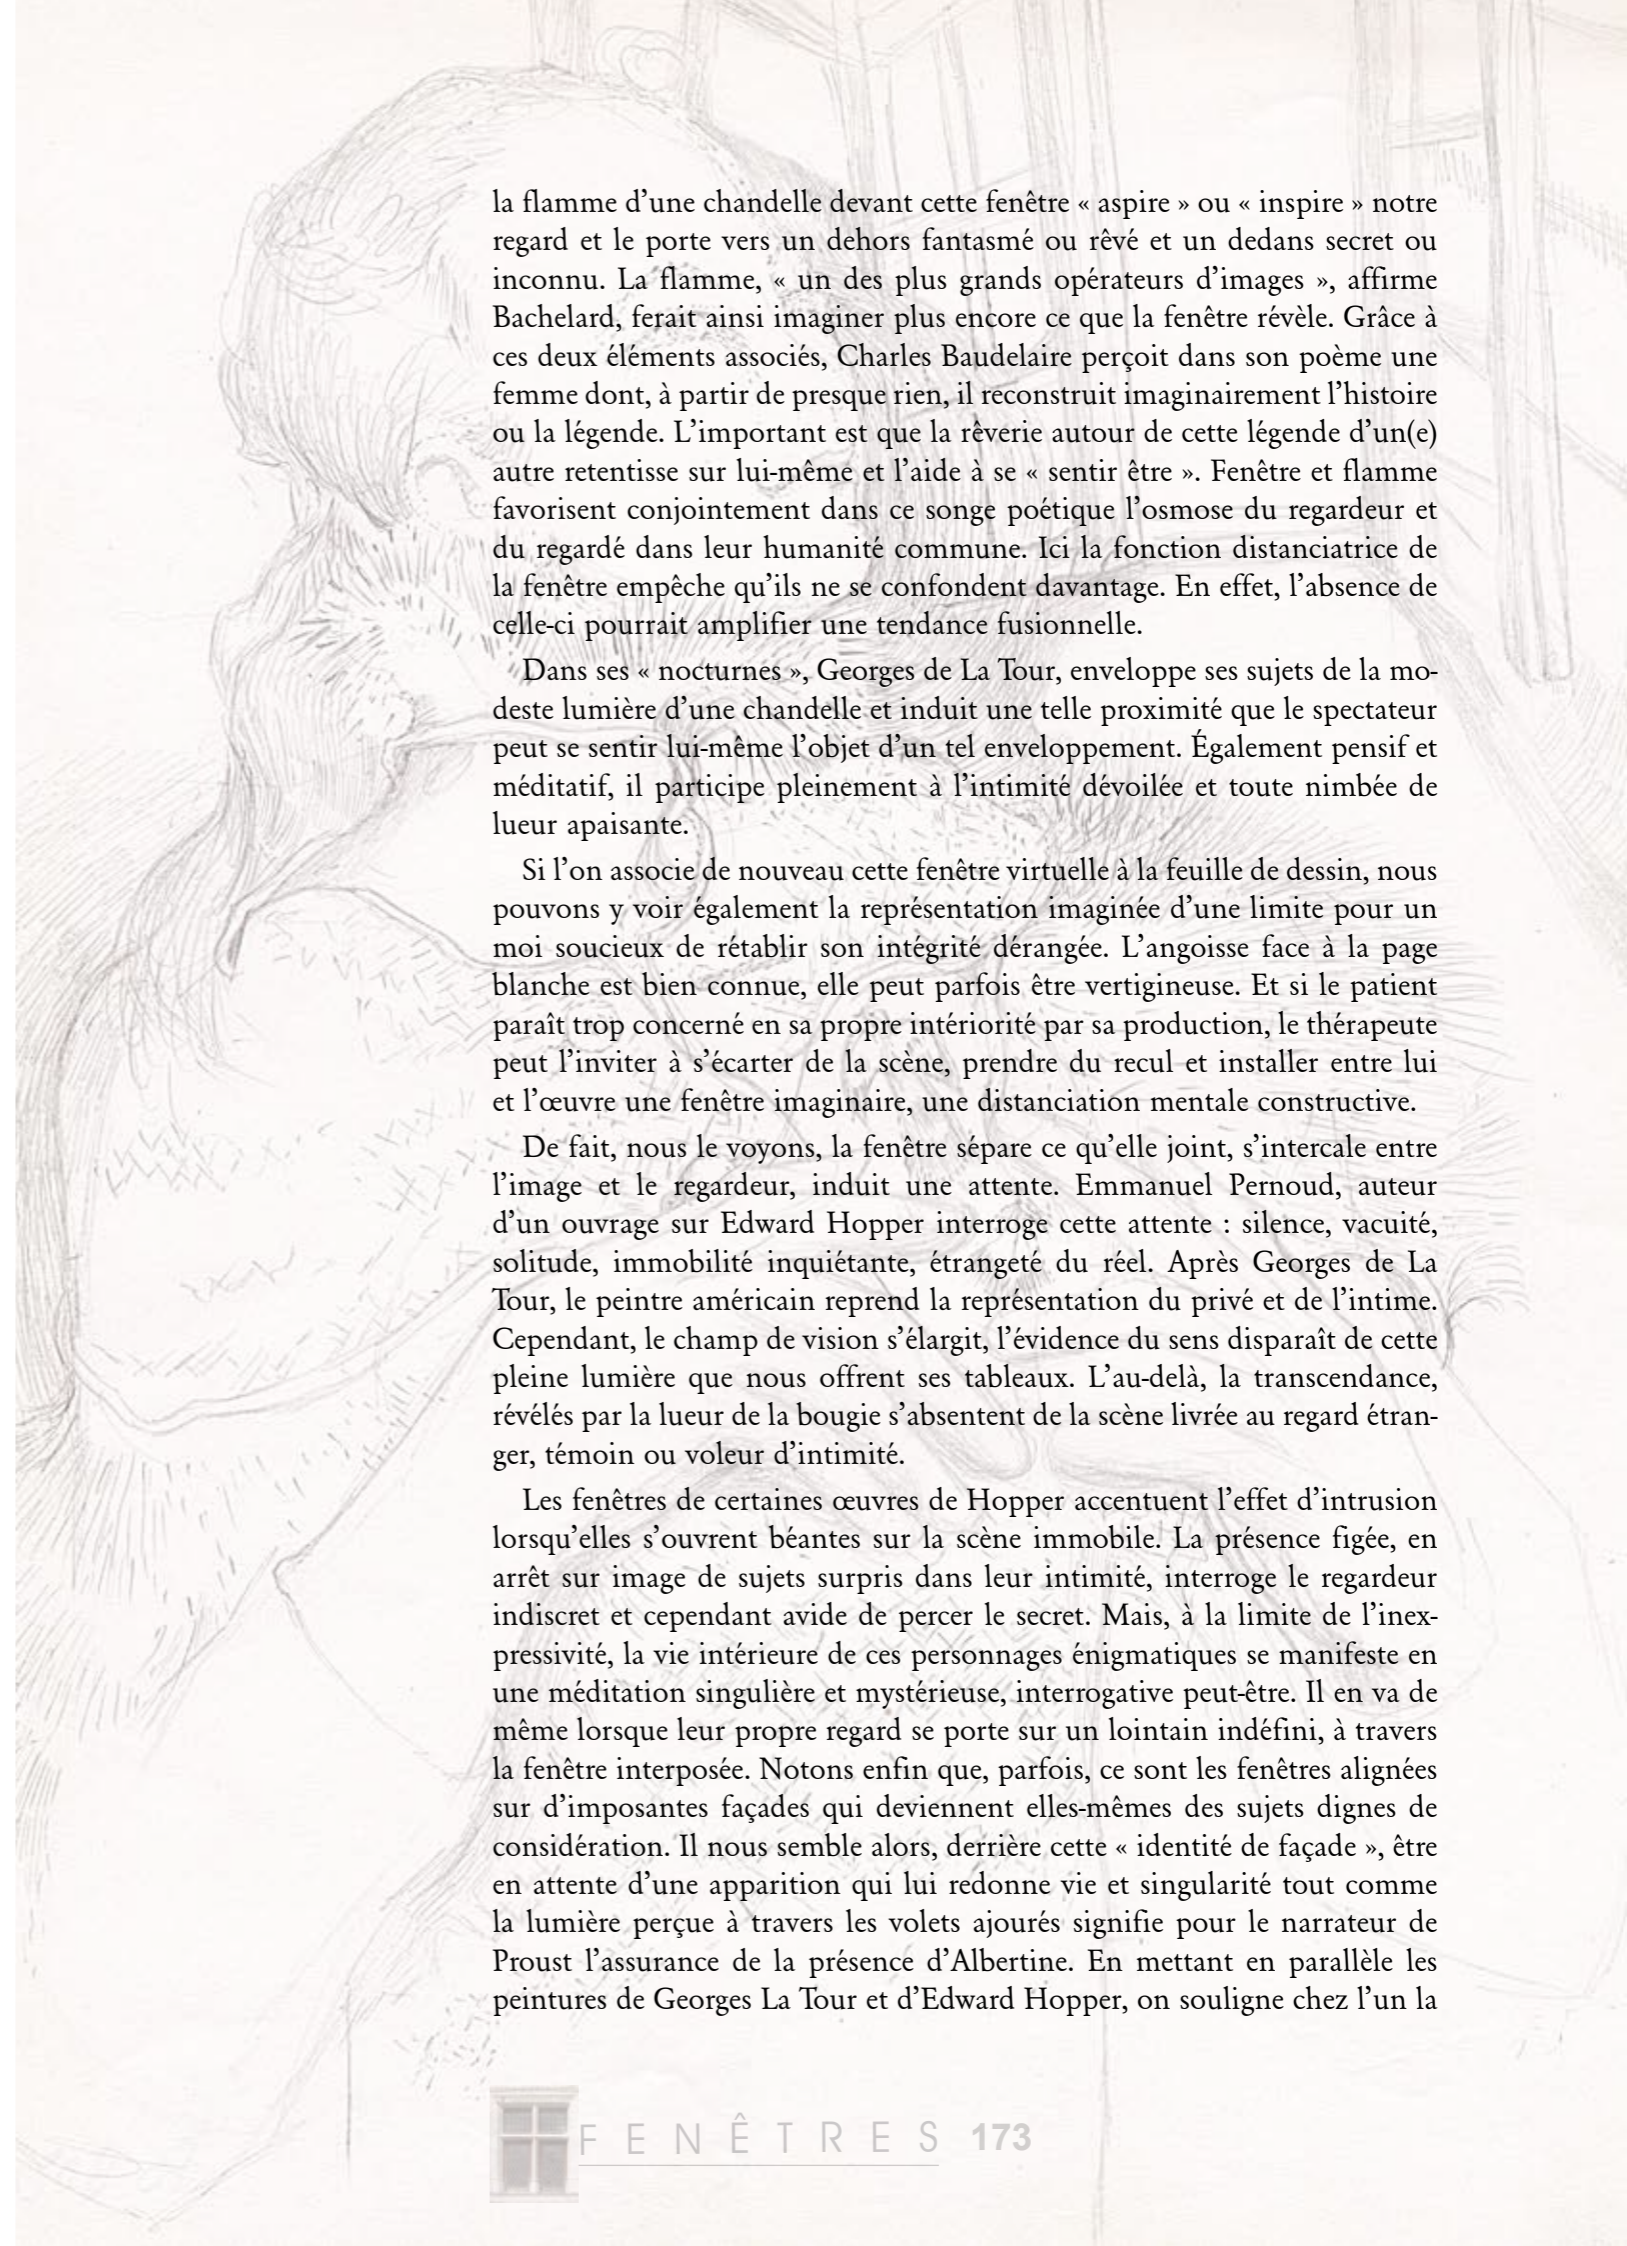 la flamme d’une chandelle devant cette fenêtre « aspire » ou « inspire » notre
regard et le porte vers un dehors fantasmé ou rêvé et un dedans secret ou
inconnu. La flamme, « un des plus grands opérateurs d’images », affirme
Bachelard, ferait ainsi imaginer plus encore ce que la fenêtre révèle. Grâce à
ces deux éléments associés, Charles Baudelaire perçoit dans son poème une
femme dont, à partir de presque rien, il reconstruit imaginairement l’histoire
ou la légende. L’important est que la rêverie autour de cette légende d’un(e)
autre retentisse sur lui-même et l’aide à se « sentir être ». Fenêtre et flamme
favorisent conjointement dans ce songe poétique l’osmose du regardeur et
du regardé dans leur humanité commune. Ici la fonction distanciatrice de
la fenêtre empêche qu’ils ne se confondent davantage. En effet, l’absence de
celle-ci pourrait amplifier une tendance fusionnelle.
Dans ses « nocturnes », Georges de La Tour, enveloppe ses sujets de la mo-
deste lumière d’une chandelle et induit une telle proximité que le spectateur
peut se sentir lui-même l’objet d’un tel enveloppement. Également pensif et
méditatif, il participe pleinement à l’intimité dévoilée et toute nimbée de
lueur apaisante.
Si l’on associe de nouveau cette fenêtre virtuelle à la feuille de dessin, nous
pouvons y voir également la représentation imaginée d’une limite pour un
moi soucieux de rétablir son intégrité dérangée. L’angoisse face à la page
blanche est bien connue, elle peut parfois être vertigineuse. Et si le patient
paraît trop concerné en sa propre intériorité par sa production, le thérapeute
peut l’inviter à s’écarter de la scène, prendre du recul et installer entre lui
et l’œuvre une fenêtre imaginaire, une distanciation mentale constructive.
De fait, nous le voyons, la fenêtre sépare ce qu’elle joint, s’intercale entre
l’image et le regardeur, induit une attente. Emmanuel Pernoud, auteur
d’un ouvrage sur Edward Hopper interroge cette attente : silence, vacuité,
solitude, immobilité inquiétante, étrangeté du réel. Après Georges de La
Tour, le peintre américain reprend la représentation du privé et de l’intime.
Cependant, le champ de vision s’élargit, l’évidence du sens disparaît de cette
pleine lumière que nous offrent ses tableaux. L’au-delà, la transcendance,
révélés par la lueur de la bougie s’absentent de la scène livrée au regard étran-
ger, témoin ou voleur d’intimité.
Les fenêtres de certaines œuvres de Hopper accentuent l’effet d’intrusion
lorsqu’elles s’ouvrent béantes sur la scène immobile. La présence figée, en
arrêt sur image de sujets surpris dans leur intimité, interroge le regardeur
indiscret et cependant avide de percer le secret. Mais, à la limite de l’inex-
pressivité, la vie intérieure de ces personnages énigmatiques se manifeste en
une méditation singulière et mystérieuse, interrogative peut-être. Il en va de
même lorsque leur propre regard se porte sur un lointain indéfini, à travers
la fenêtre interposée. Notons enfin que, parfois, ce sont les fenêtres alignées
sur d’imposantes façades qui deviennent elles-mêmes des sujets dignes de
considération. Il nous semble alors, derrière cette « identité de façade », être
en attente d’une apparition qui lui redonne vie et singularité tout comme
la lumière perçue à travers les volets ajourés signifie pour le narrateur de
Proust l’assurance de la présence d’Albertine. En mettant en parallèle les
peintures de Georges La Tour et d’Edward Hopper, on souligne chez l’un la
FENÊTRES 173